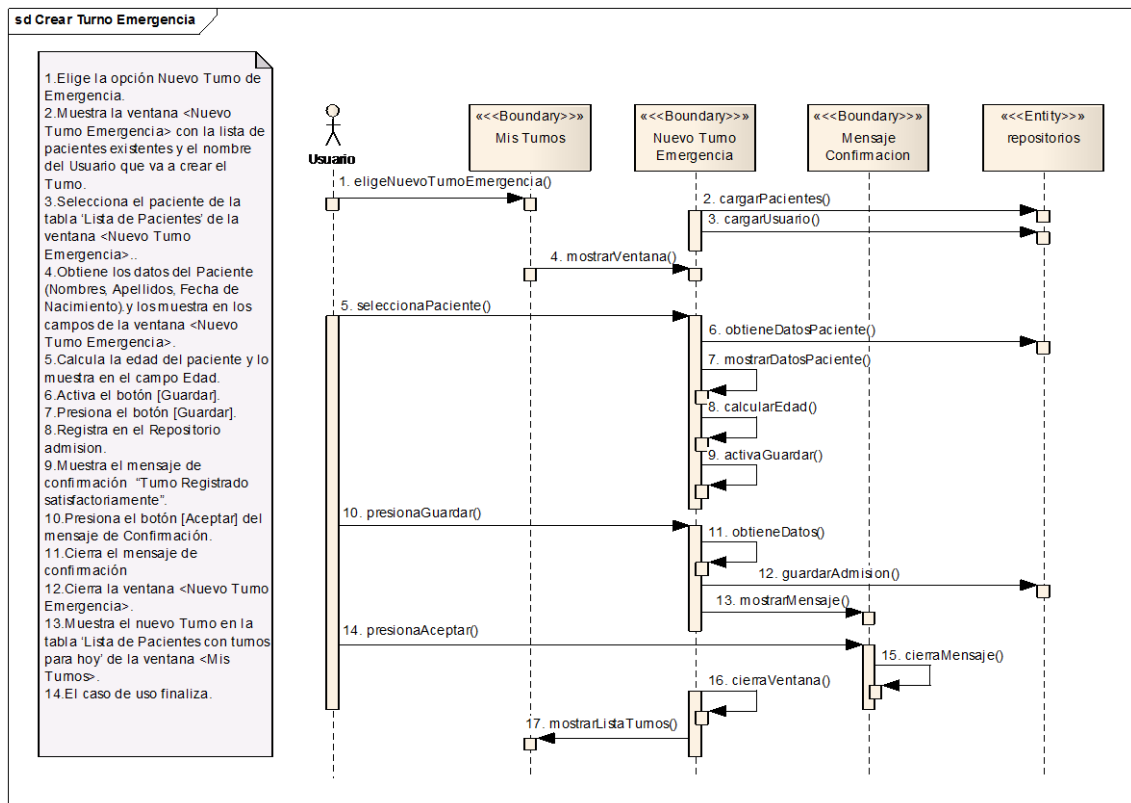 sd Crear Turno Emergencia
1.Elige la opción Nuevo Turno de
Emergencia.
2.Muestra la ventana <Nuevo
Turno Emergencia> con la lista de
pacientes existentes y el nombre
del Usuario que va a crear el
Turno.
3.Selecciona el paciente de la
tabla 'Lista de Pacientes' de la
ventana <Nuevo Turno
Emergencia>..
4.Obtiene los datos del Paciente
(Nombres, Apellidos, Fecha de
Nacimiento).y los muestra en los
campos de la ventana <Nuevo
Turno Emergencia>.
5.Calcula la edad del paciente y lo
muestra en el campo Edad.
6.Activa el botón [Guardar].
7.Presiona el botón [Guardar].
8.Registra en el Repositorio
admision.
9.Muestra el mensaje de
confirmación "Turno Registrado
satisfactoriamente".
10.Presiona el botón [Aceptar] del
mensaje de Confirmación.
11.Cierra el mensaje de
confirmación
12.Cierra la ventana <Nuevo Turno
Emergencia>.
13.Muestra el nuevo Turno en la
tabla 'Lista de Pacientes con turnos
para hoy' de la ventana <Mis
Turnos>.
14.El caso de uso finaliza.
Usuario
«<<Boundary>>»
Mis Turnos
«<<Boundary>>»
Nuevo Turno
Emergencia
«<<Boundary>>»
Mensaje
Confirmacion
«<<Entity>>»
repositorios
1. eligeNuevoTurnoEmergencia()
2. cargarPacientes()
3. cargarUsuario()
4. mostrarVentana()
5. seleccionaPaciente()
6. obtieneDatosPaciente()
7. mostrarDatosPaciente()
8. calcularEdad()
9. activaGuardar()
10. presionaGuardar()
11. obtieneDatos()
12. guardarAdmision()
13. mostrarMensaje()
14. presionaAceptar()
15. cierraMensaje()
16. cierraVentana()
17. mostrarListaTurnos()